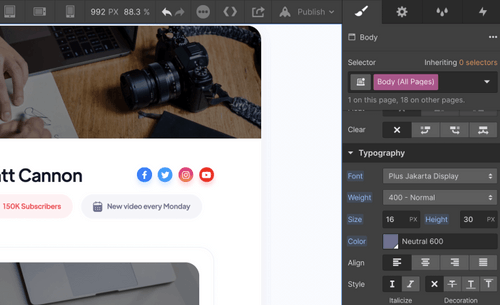 992 PX 88.3 % Publish
Body
Selector Inheriting 0 selectors
Body (All Pages)
1 on this page, 18 on other pages.
Clear
Typography
Font Plus Jakarta Display
Weight 400 - Normal
Size 16 PX Height 30 PX
Color Neutral 600
Align
Style
Italicize Decoration
tt Cannon
150K Subscribers
New video every Monday